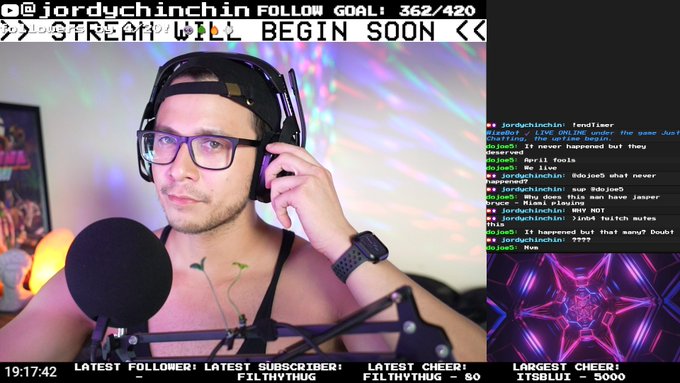 @jordychinchin FOLLOW GOAL: 362/420
>> STREAM WILL BEGIN SOON <<
followers by 4/20!
jordychinchin: !endTimer
WizeBot ✓ LIVE ONLINE under the game Just
Chatting, the uptime begin.
dojoe5: It never happened but they
deserved
dojoe5: April fools
dojoe5: We live
jordychinchin: @dojoe5 what never
happened?
jordychinchin: sup @dojoe5
dojoe5: Why does this man have jasper
bryce - Miami playing
jordychinchin: WHY NOT
jordychinchin: >inb4 twitch mutes
this
dojoe5: It happened but that many? Doubt
jordychinchin: ????
dojoe5: Nvm
19:17:42
LATEST FOLLOWER:
-
LATEST SUBSCRIBER:
FILTHYTHUG
LATEST CHEER:
FILTHYTHUG - 80
LARGEST CHEER:
ITSBLUI - 5000